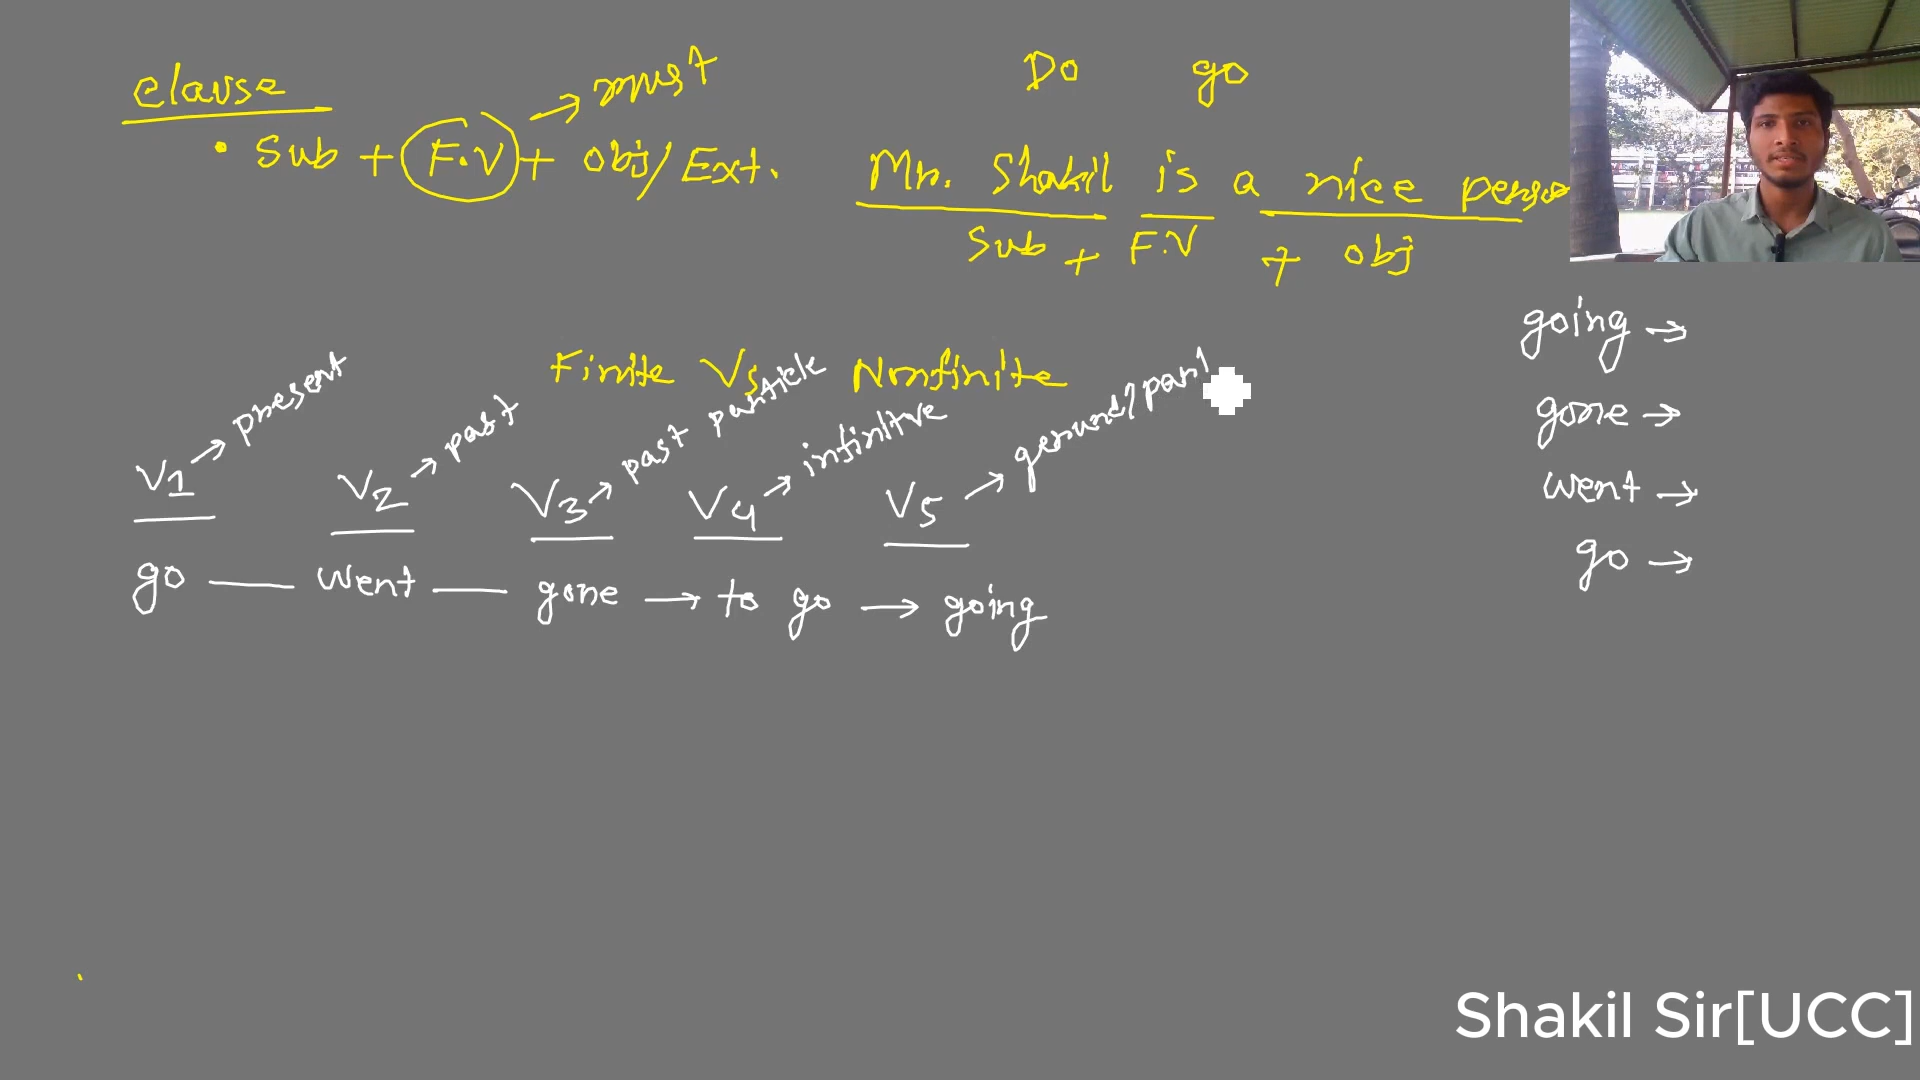 clause
→ must
• Sub + F.V + obj/Ext.
Do go
Mr. Shakil is a nice person
Sub + F.V + obj
Finite Vs Nonfinite
V1 → present
V2 → past
V3 → past participle
V4 → infinitve
V5 → gerund/part
go — went — gone → to go → going
going →
gone →
went →
go →
Shakil Sir[UCC]